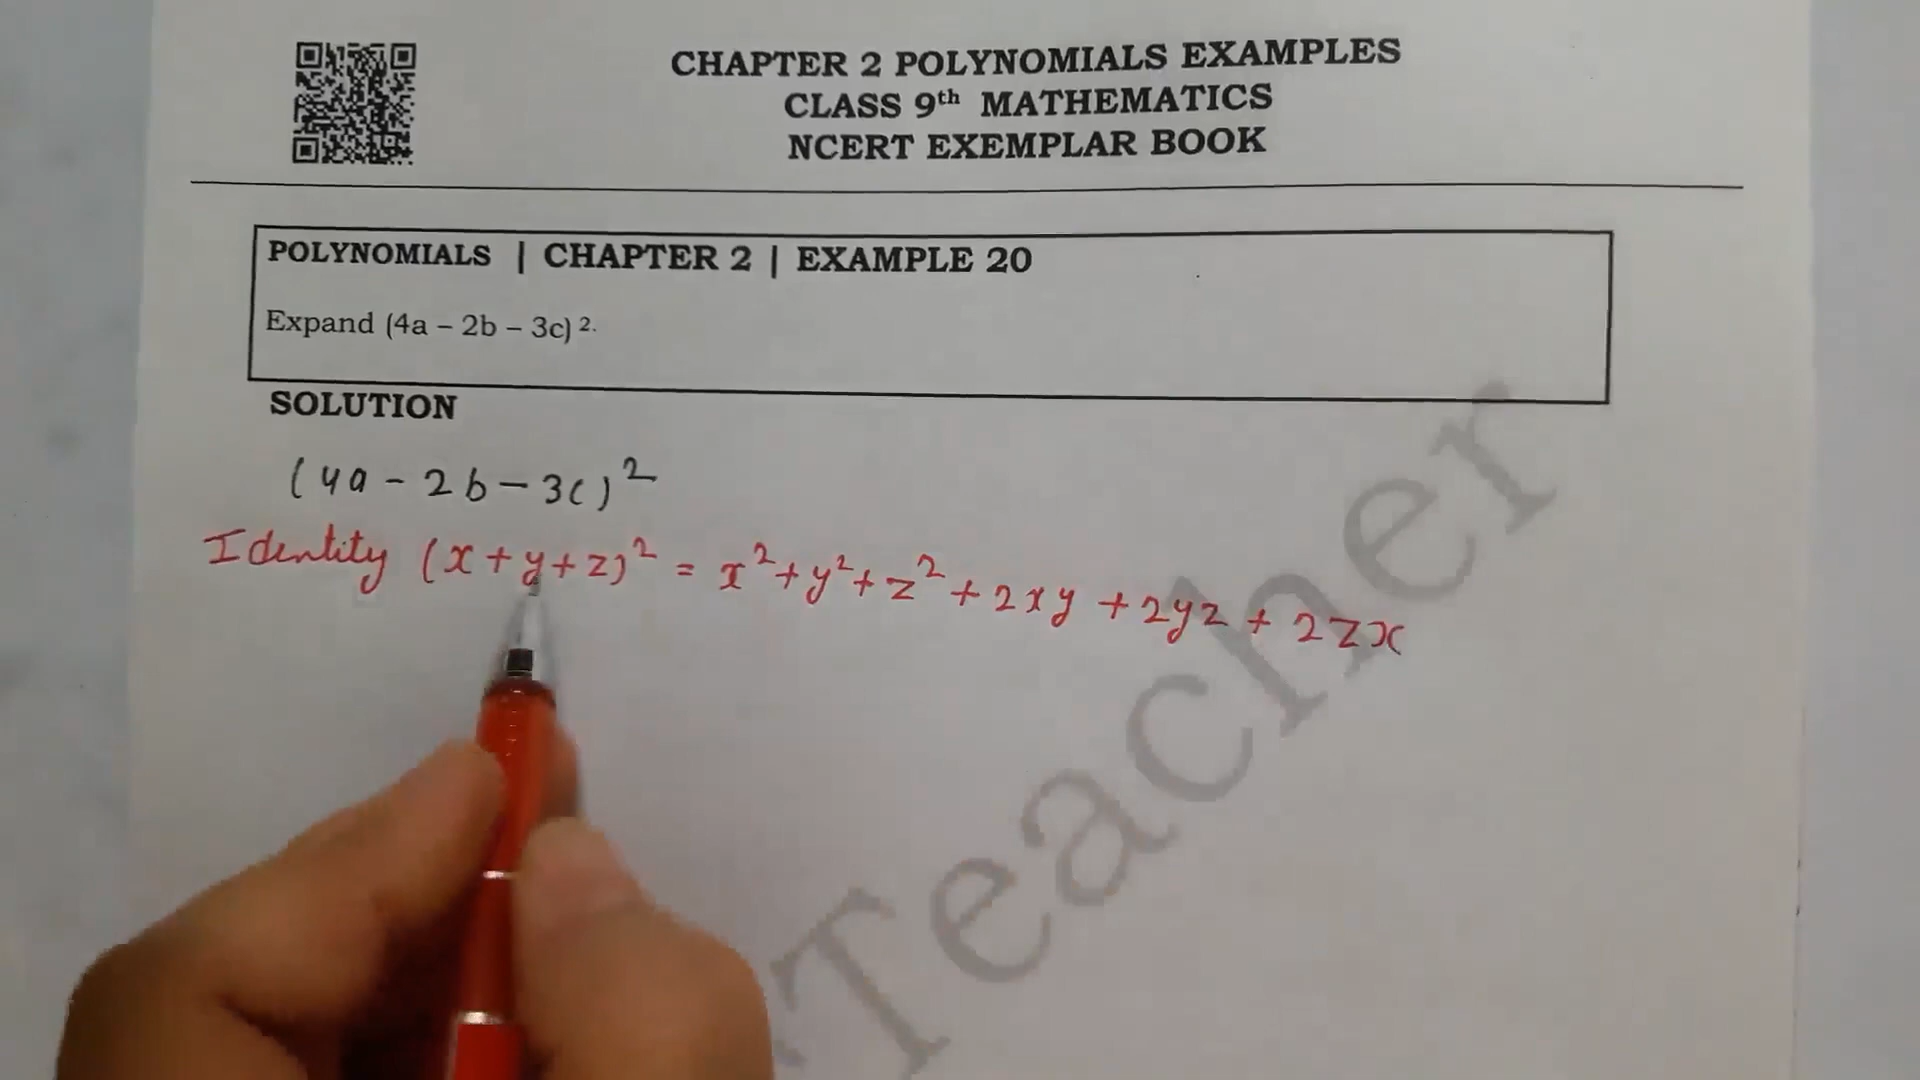 CHAPTER 2 POLYNOMIALS EXAMPLES
CLASS 9th MATHEMATICS
NCERT EXEMPLAR BOOK
POLYNOMIALS | CHAPTER 2 | EXAMPLE 20
Expand (4a – 2b – 3c) 2.
SOLUTION
(4a - 2b - 3c)²
Identity (x + y + z)² = x² + y² + z² + 2xy + 2yz + 2zx
Teacher